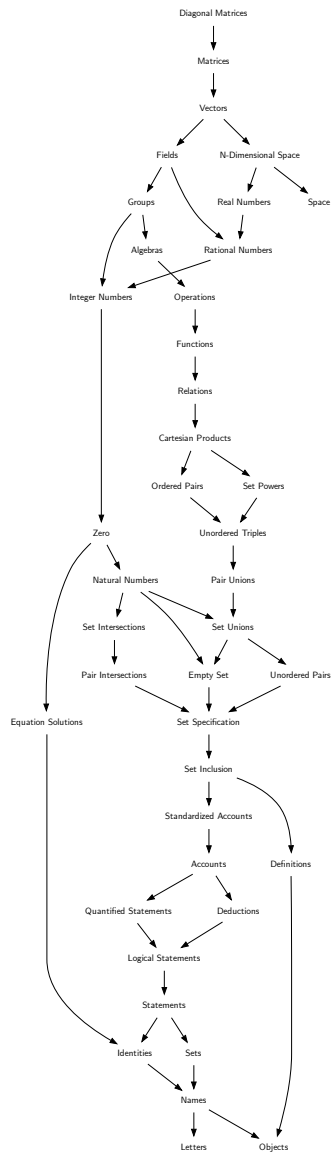 Diagonal Matrices
Matrices
Vectors
Fields
N-Dimensional Space
Groups
Real Numbers
Space
Algebras
Rational Numbers
Integer Numbers
Operations
Functions
Relations
Cartesian Products
Ordered Pairs
Set Powers
Zero
Unordered Triples
Natural Numbers
Pair Unions
Set Intersections
Set Unions
Pair Intersections
Empty Set
Unordered Pairs
Equation Solutions
Set Specification
Set Inclusion
Standardized Accounts
Accounts
Definitions
Quantified Statements
Deductions
Logical Statements
Statements
Identities
Sets
Names
Letters
Objects